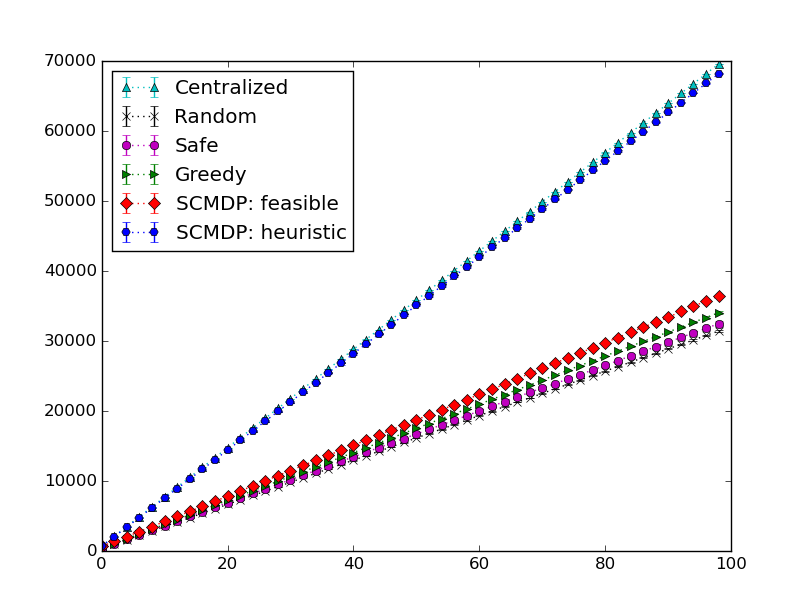 70000
60000
50000
40000
30000
20000
10000
0
Centralized
Random
Safe
Greedy
SCMDP: feasible
SCMDP: heuristic
0 20 40 60 80 100